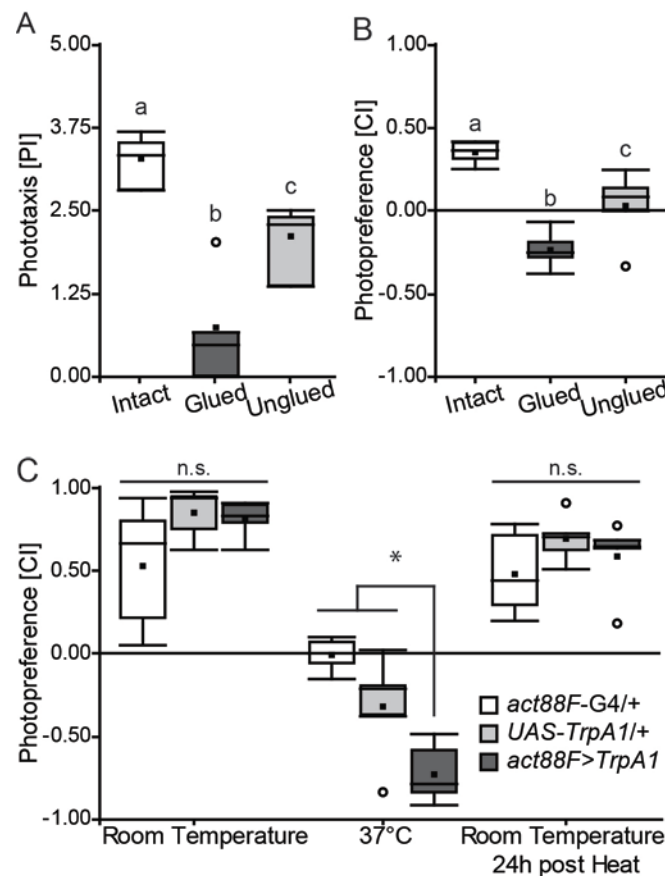 A
Phototaxis [PI]
5.00
3.75
2.50
1.25
0.00
a
b
c
Intact
Glued
Unglued
B
Photopreference [CI]
1.00
0.50
0.00
-0.50
-1.00
a
b
c
Intact
Glued
Unglued
C
Photopreference [CI]
1.00
0.50
0.00
-0.50
-1.00
n.s.
*
n.s.
act88F-G4/+
UAS-TrpA1/+
act88F>TrpA1
Room Temperature
37°C
Room Temperature
24h post Heat